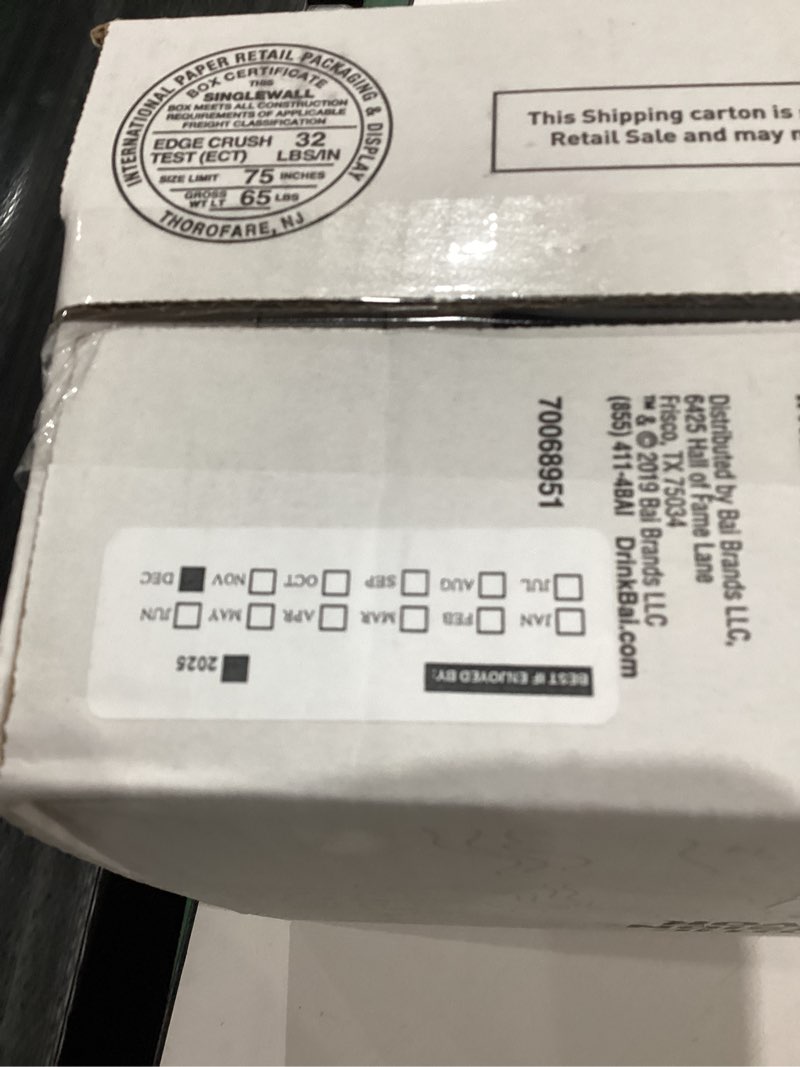 INTERNATIONAL PAPER RETAIL PACKAGING & DISPLAY
BOX CERTIFICATE
THIS
SINGLEWALL
BOX MEETS ALL CONSTRUCTION
REQUIREMENTS OF APPLICABLE
FREIGHT CLASSIFICATION
EDGE CRUSH 32
TEST (ECT) LBS/IN
SIZE LIMIT 75 INCHES
GROSS
WT LT 65 LBS
THOROFARE, NJ
This Shipping carton is
Retail Sale and may
Distributed by Bai Brands LLC,
6425 Hall of Fame Lane
Frisco, TX 75034
™ & © 2019 Bai Brands LLC
(855) 411-4BAI DrinkBai.com
70068951
BEST IF ENJOYED BY:
2025
JAN FEB MAR APR MAY JUN
JUL AUG SEP OCT NOV DEC